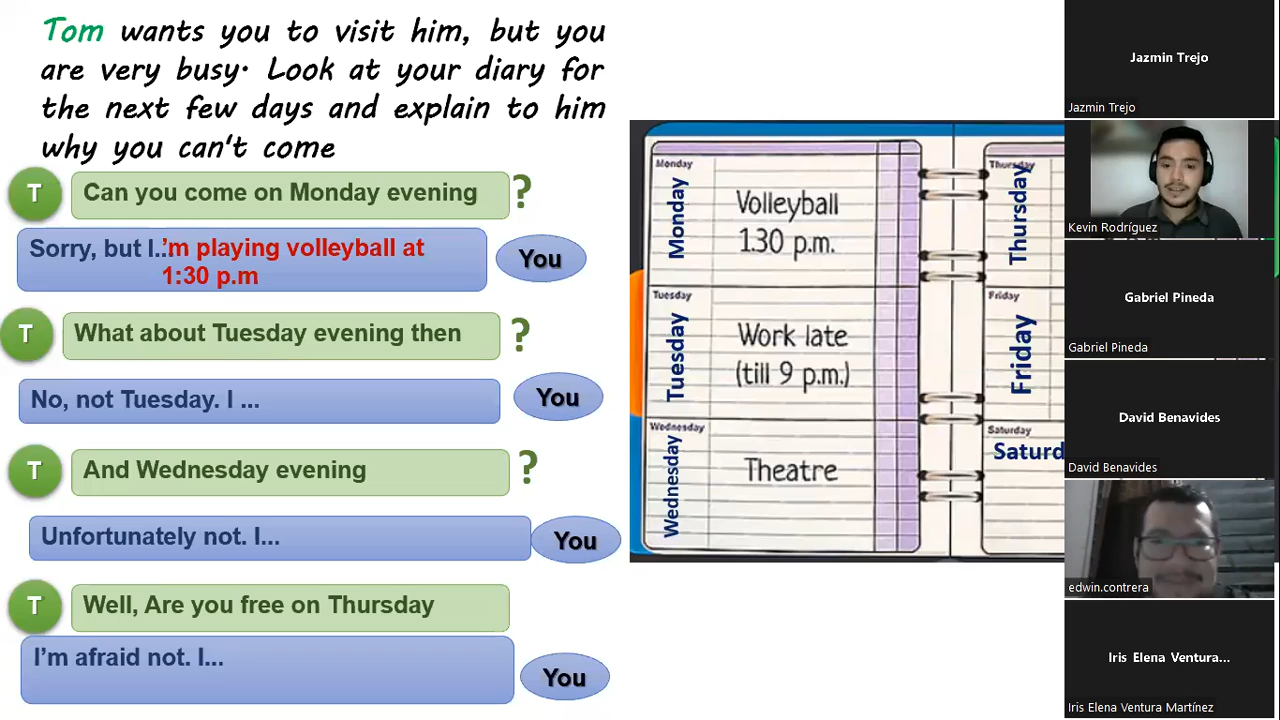 Tom wants you to visit him, but you
are very busy. Look at your diary for
the next few days and explain to him
why you can't come
T
Can you come on Monday evening
?
Sorry, but I..'m playing volleyball at
1:30 p.m
You
T
What about Tuesday evening then
?
No, not Tuesday. I ...
You
T
And Wednesday evening
?
Unfortunately not. I...
You
T
Well, Are you free on Thursday
I'm afraid not. I...
You
Monday
Monday
Volleyball
1.30 p.m.
Tuesday
Tuesday
Work late
(till 9 p.m.)
Wednesday
Wednesday
Theatre
Thursday
Thursday
Friday
Friday
Saturday
Saturd
Jazmin Trejo
Jazmin Trejo
Kevin Rodríguez
Gabriel Pineda
Gabriel Pineda
David Benavides
David Benavides
edwin.contrera
Iris Elena Ventura...
Iris Elena Ventura Martínez